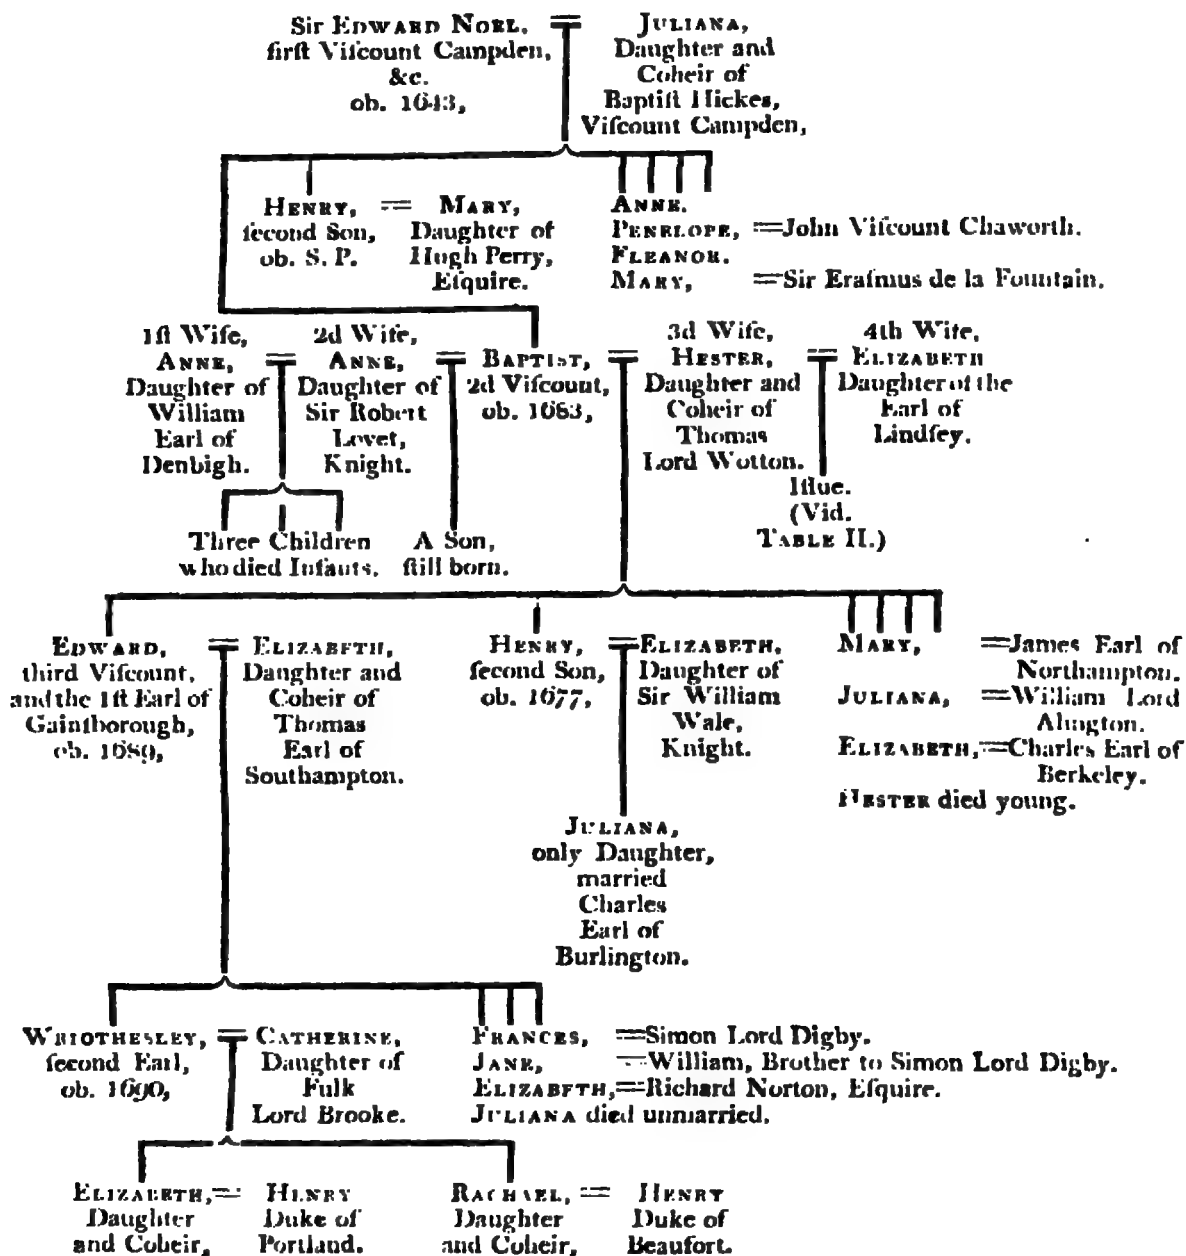 Sir EDWARD NOEL, = JULIANA,
firſt Viſcount Campden, Daughter and
&c. Coheir of
ob. 1643, Baptiſt Hickes,
Viſcount Campden,
HENRY, = MARY,
ſecond Son, Daughter of
ob. S. P. Hugh Perry,
Eſquire.
ANNE.
PENELOPE, =John Viſcount Chaworth.
ELEANOR.
MARY, =Sir Eraſmus de la Fountain.
1ſt Wife,
ANNE,
Daughter of
William
Earl of
Denbigh.
=
2d Wife,
ANNE,
Daughter of
Sir Robert
Lovet,
Knight.
=
BAPTIST,
2d Viſcount,
ob. 1683,
=
3d Wife,
HESTER,
Daughter and
Coheir of
Thomas
Lord Wotton.
=
4th Wife,
ELIZABETH
Daughter of the
Earl of
Lindſey.
Three Children
who died Infants.
A Son,
ſtill born.
Iſſue.
(Vid.
TABLE II.)
EDWARD,
third Viſcount,
and the 1ſt Earl of
Gainſborough,
ob. 1689,
=
ELIZABETH,
Daughter and
Coheir of
Thomas
Earl of
Southampton.
HENRY,
ſecond Son,
ob. 1677,
=
ELIZABETH,
Daughter of
Sir William
Wale,
Knight.
MARY, =James Earl of
Northampton.
JULIANA, =William Lord
Alington.
ELIZABETH,=Charles Earl of
Berkeley.
HESTER died young.
JULIANA,
only Daughter,
married
Charles
Earl of
Burlington.
WRIOTHESLEY,
ſecond Earl,
ob. 1690,
=
CATHERINE,
Daughter of
Fulk
Lord Brooke.
FRANCES, =Simon Lord Digby.
JANE, =William, Brother to Simon Lord Digby.
ELIZABETH,=Richard Norton, Eſquire.
JULIANA died unmarried.
ELIZABETH,= HENRY
Daughter Duke of
and Coheir, Portland.
RACHAEL, = HENRY
Daughter Duke of
and Coheir, Beaufort.